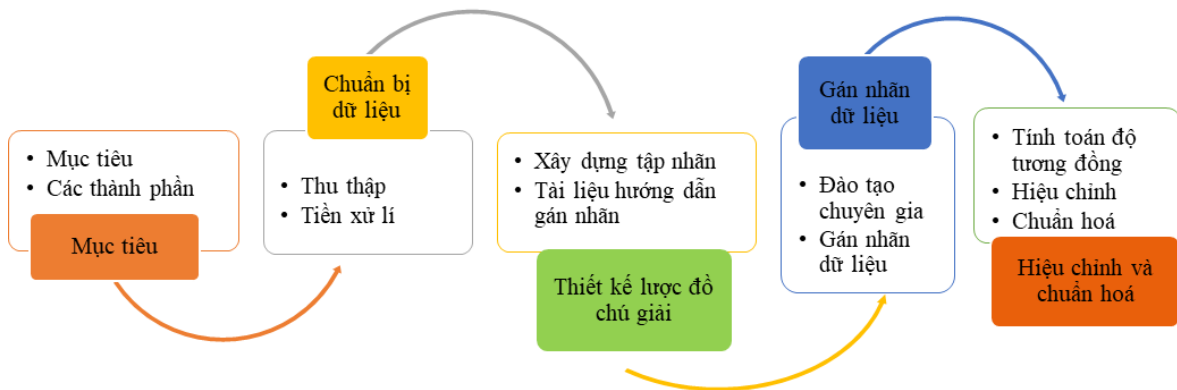 • Mục tiêu
• Các thành phần
Mục tiêu
Chuẩn bị
dữ liệu
• Thu thập
• Tiền xử lí
• Xây dựng tập nhãn
• Tài liệu hướng dẫn
gán nhãn
Thiết kế lược đồ
chú giải
Gán nhãn
dữ liệu
• Đào tạo
chuyên gia
• Gán nhãn
dữ liệu
• Tính toán độ
tương đồng
• Hiệu chỉnh
• Chuẩn hoá
Hiệu chỉnh và
chuẩn hoá